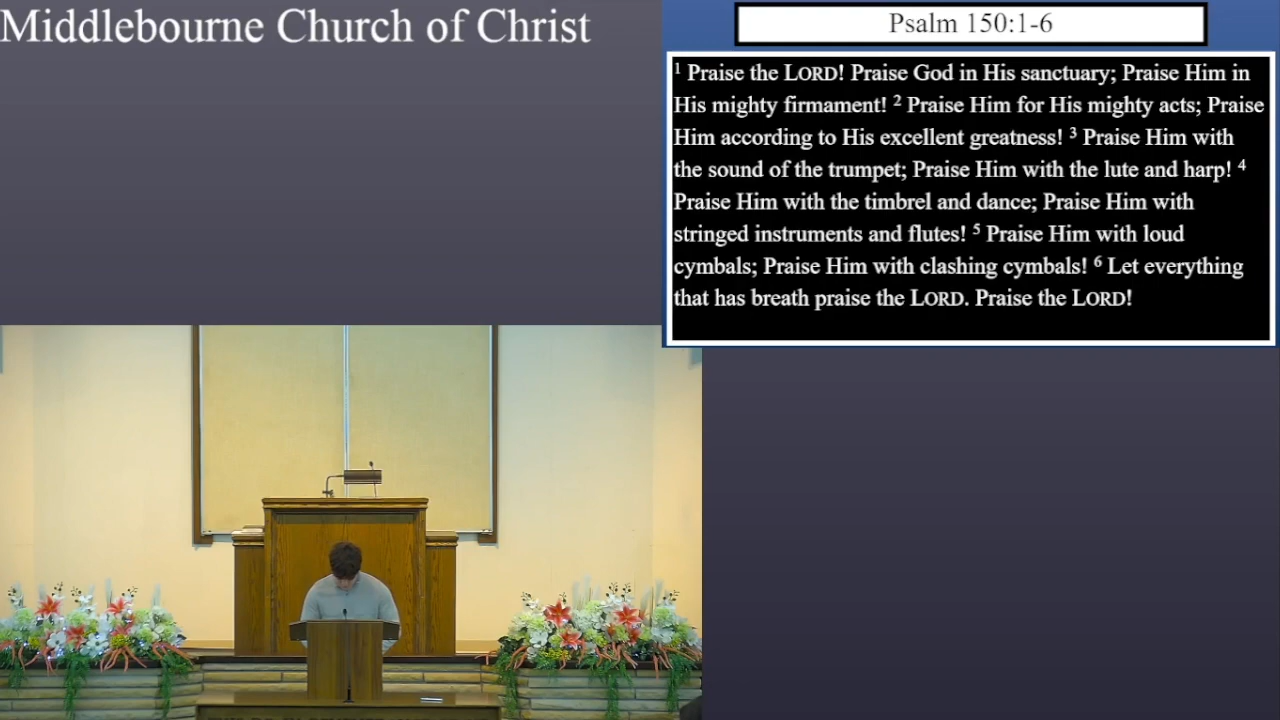 Middlebourne Church of Christ
Psalm 150:1-6
¹ Praise the LORD! Praise God in His sanctuary; Praise Him in
His mighty firmament! ² Praise Him for His mighty acts; Praise
Him according to His excellent greatness! ³ Praise Him with
the sound of the trumpet; Praise Him with the lute and harp! ⁴
Praise Him with the timbrel and dance; Praise Him with
stringed instruments and flutes! ⁵ Praise Him with loud
cymbals; Praise Him with clashing cymbals! ⁶ Let everything
that has breath praise the LORD. Praise the LORD!